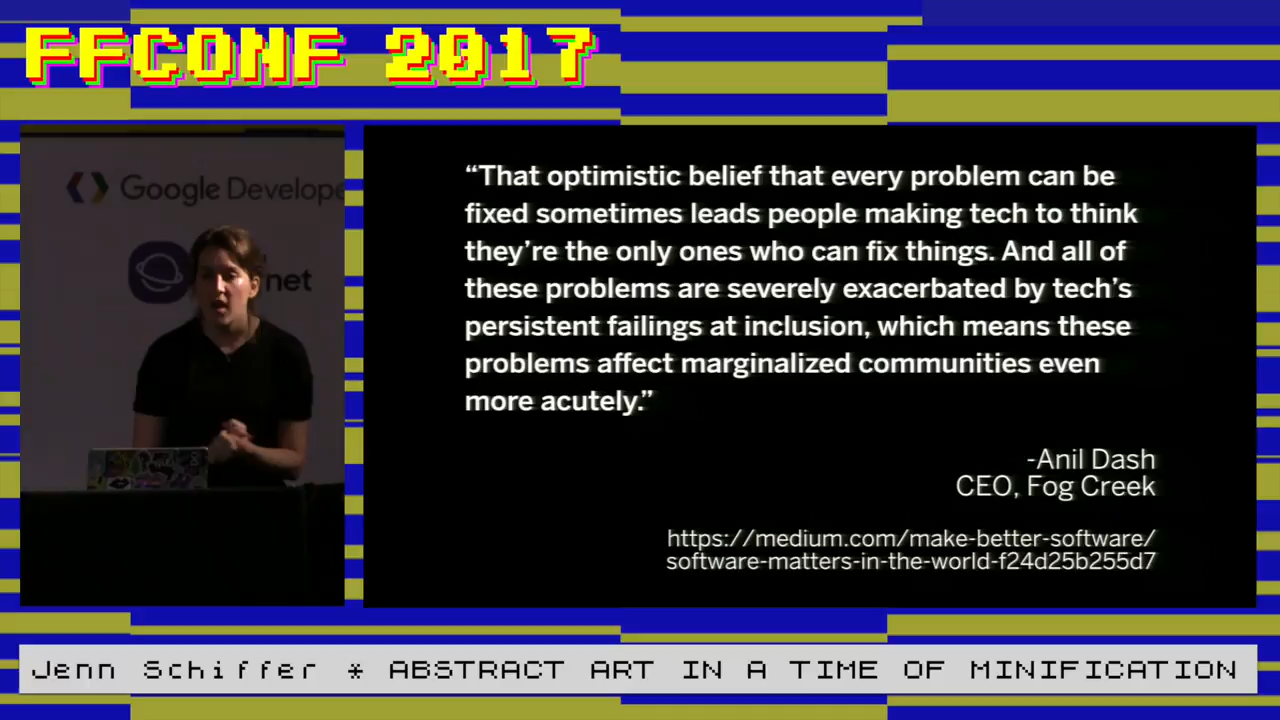 FFCONF 2017
Google Develope
net
“That optimistic belief that every problem can be
fixed sometimes leads people making tech to think
they’re the only ones who can fix things. And all of
these problems are severely exacerbated by tech’s
persistent failings at inclusion, which means these
problems affect marginalized communities even
more acutely.”
-Anil Dash
CEO, Fog Creek
https://medium.com/make-better-software/
software-matters-in-the-world-f24d25b255d7
Jenn Schiffer * ABSTRACT ART IN A TIME OF MINIFICATION